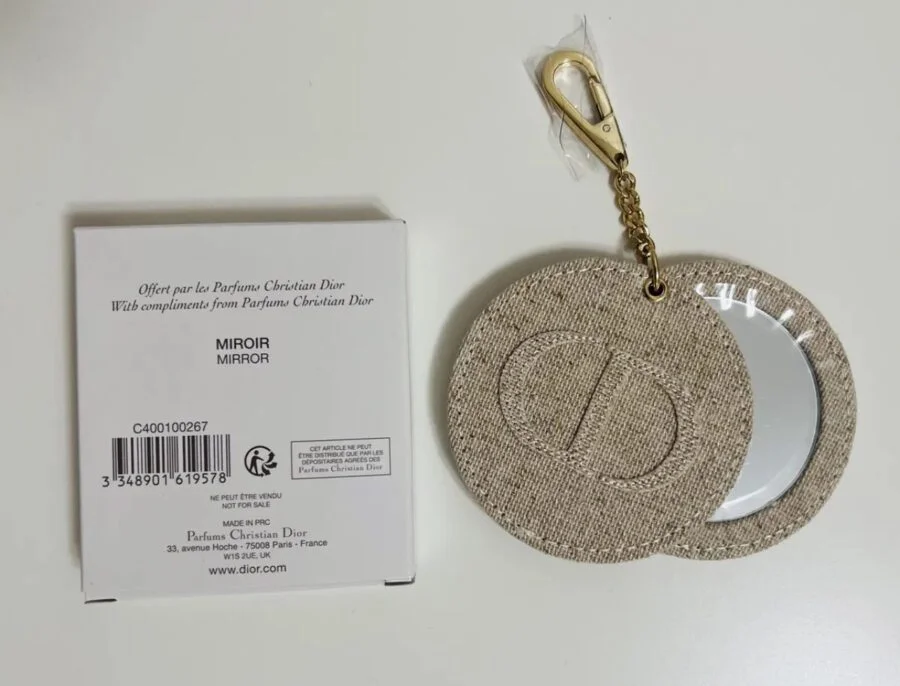 Offert par les Parfums Christian Dior
With compliments from Parfums Christian Dior
MIROIR
MIRROR
C400100267
3 348901 619578
CET ARTICLE NE PEUT
ÊTRE DISTRIBUÉ QUE PAR LES
DÉPOSITAIRES AGRÉÉS DES
Parfums Christian Dior
NE PEUT ÊTRE VENDU
NOT FOR SALE
MADE IN PRC
Parfums Christian Dior
33, avenue Hoche - 75008 Paris - France
W1S 2UE, UK
www.dior.com
CD